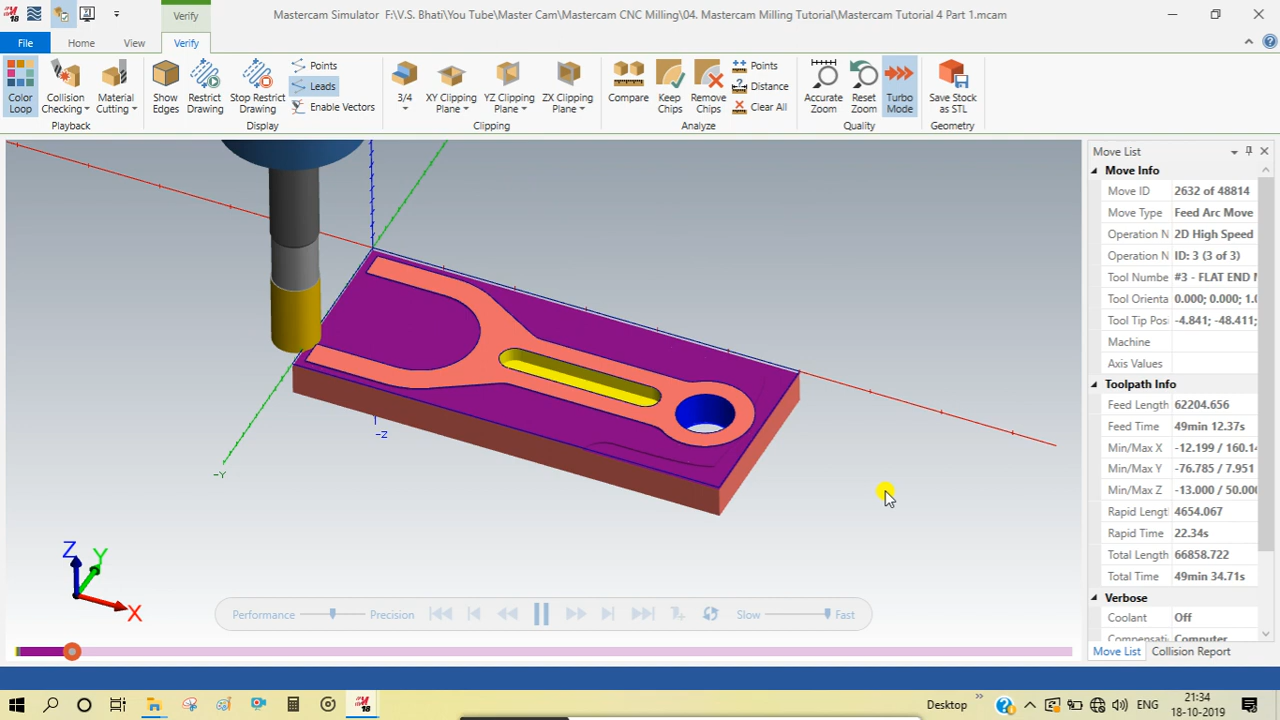 18
Verify
Mastercam Simulator F:\V.S. Bhati\You Tube\Master Cam\Mastercam CNC Milling\04. Mastercam Milling Tutorial\Mastercam Tutorial 4 Part 1.mcam
File Home View Verify
Color Loop
Collision Checking
Material Cutting
Show Edges
Restrict Drawing
Stop Restrict Drawing
Points
Leads
Enable Vectors
3/4
XY Clipping Plane
YZ Clipping Plane
ZX Clipping Plane
Compare
Keep Chips
Remove Chips
Points
Distance
Clear All
Accurate Zoom
Reset Zoom
Turbo Mode
Save Stock as STL
Playback Display Clipping Analyze Quality Geometry
Move List
Move Info
Move ID 2632 of 48814
Move Type Feed Arc Move
Operation N 2D High Speed
Operation N ID: 3 (3 of 3)
Tool Numbe #3 - FLAT END
Tool Orienta 0.000; 0.000; 1.0
Tool Tip Pos -4.841; -48.411;
Machine
Axis Values
Toolpath Info
Feed Length 62204.656
Feed Time 49min 12.37s
Min/Max X -12.199 / 160.1
Min/Max Y -76.785 / 7.951
Min/Max Z -13.000 / 50.00
Rapid Length 4654.067
Rapid Time 22.34s
Total Length 66858.722
Total Time 49min 34.71s
Verbose
Coolant Off
Compensati Computer
Move List Collision Report
-Z
-Y
Z
Y
X
Performance Precision Slow Fast
18 Desktop » ENG 21:34
18-10-2019